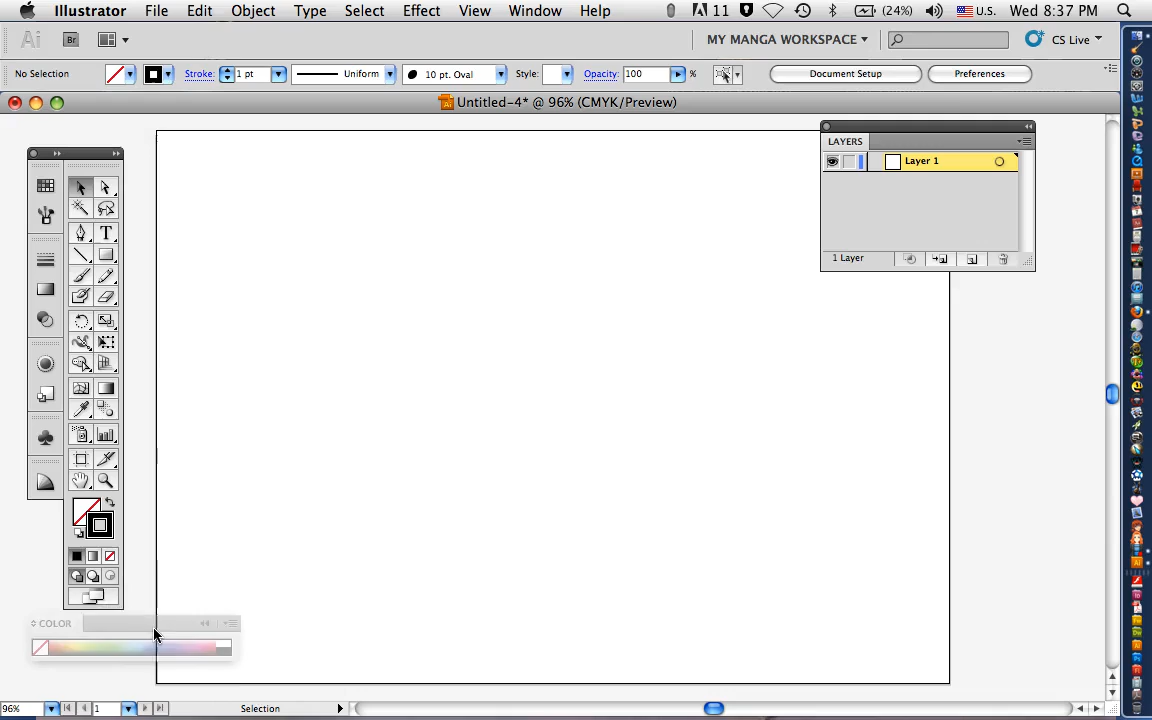 Illustrator File Edit Object Type Select Effect View Window Help 11 (24%) U.S. Wed 8:37 PM
Ai Br MY MANGA WORKSPACE CS Live
No Selection Stroke: 1 pt Uniform 10 pt. Oval Style: Opacity: 100 % Document Setup Preferences
Untitled-4* @ 96% (CMYK/Preview)
LAYERS
Layer 1
1 Layer
T
COLOR
96% 1 Selection